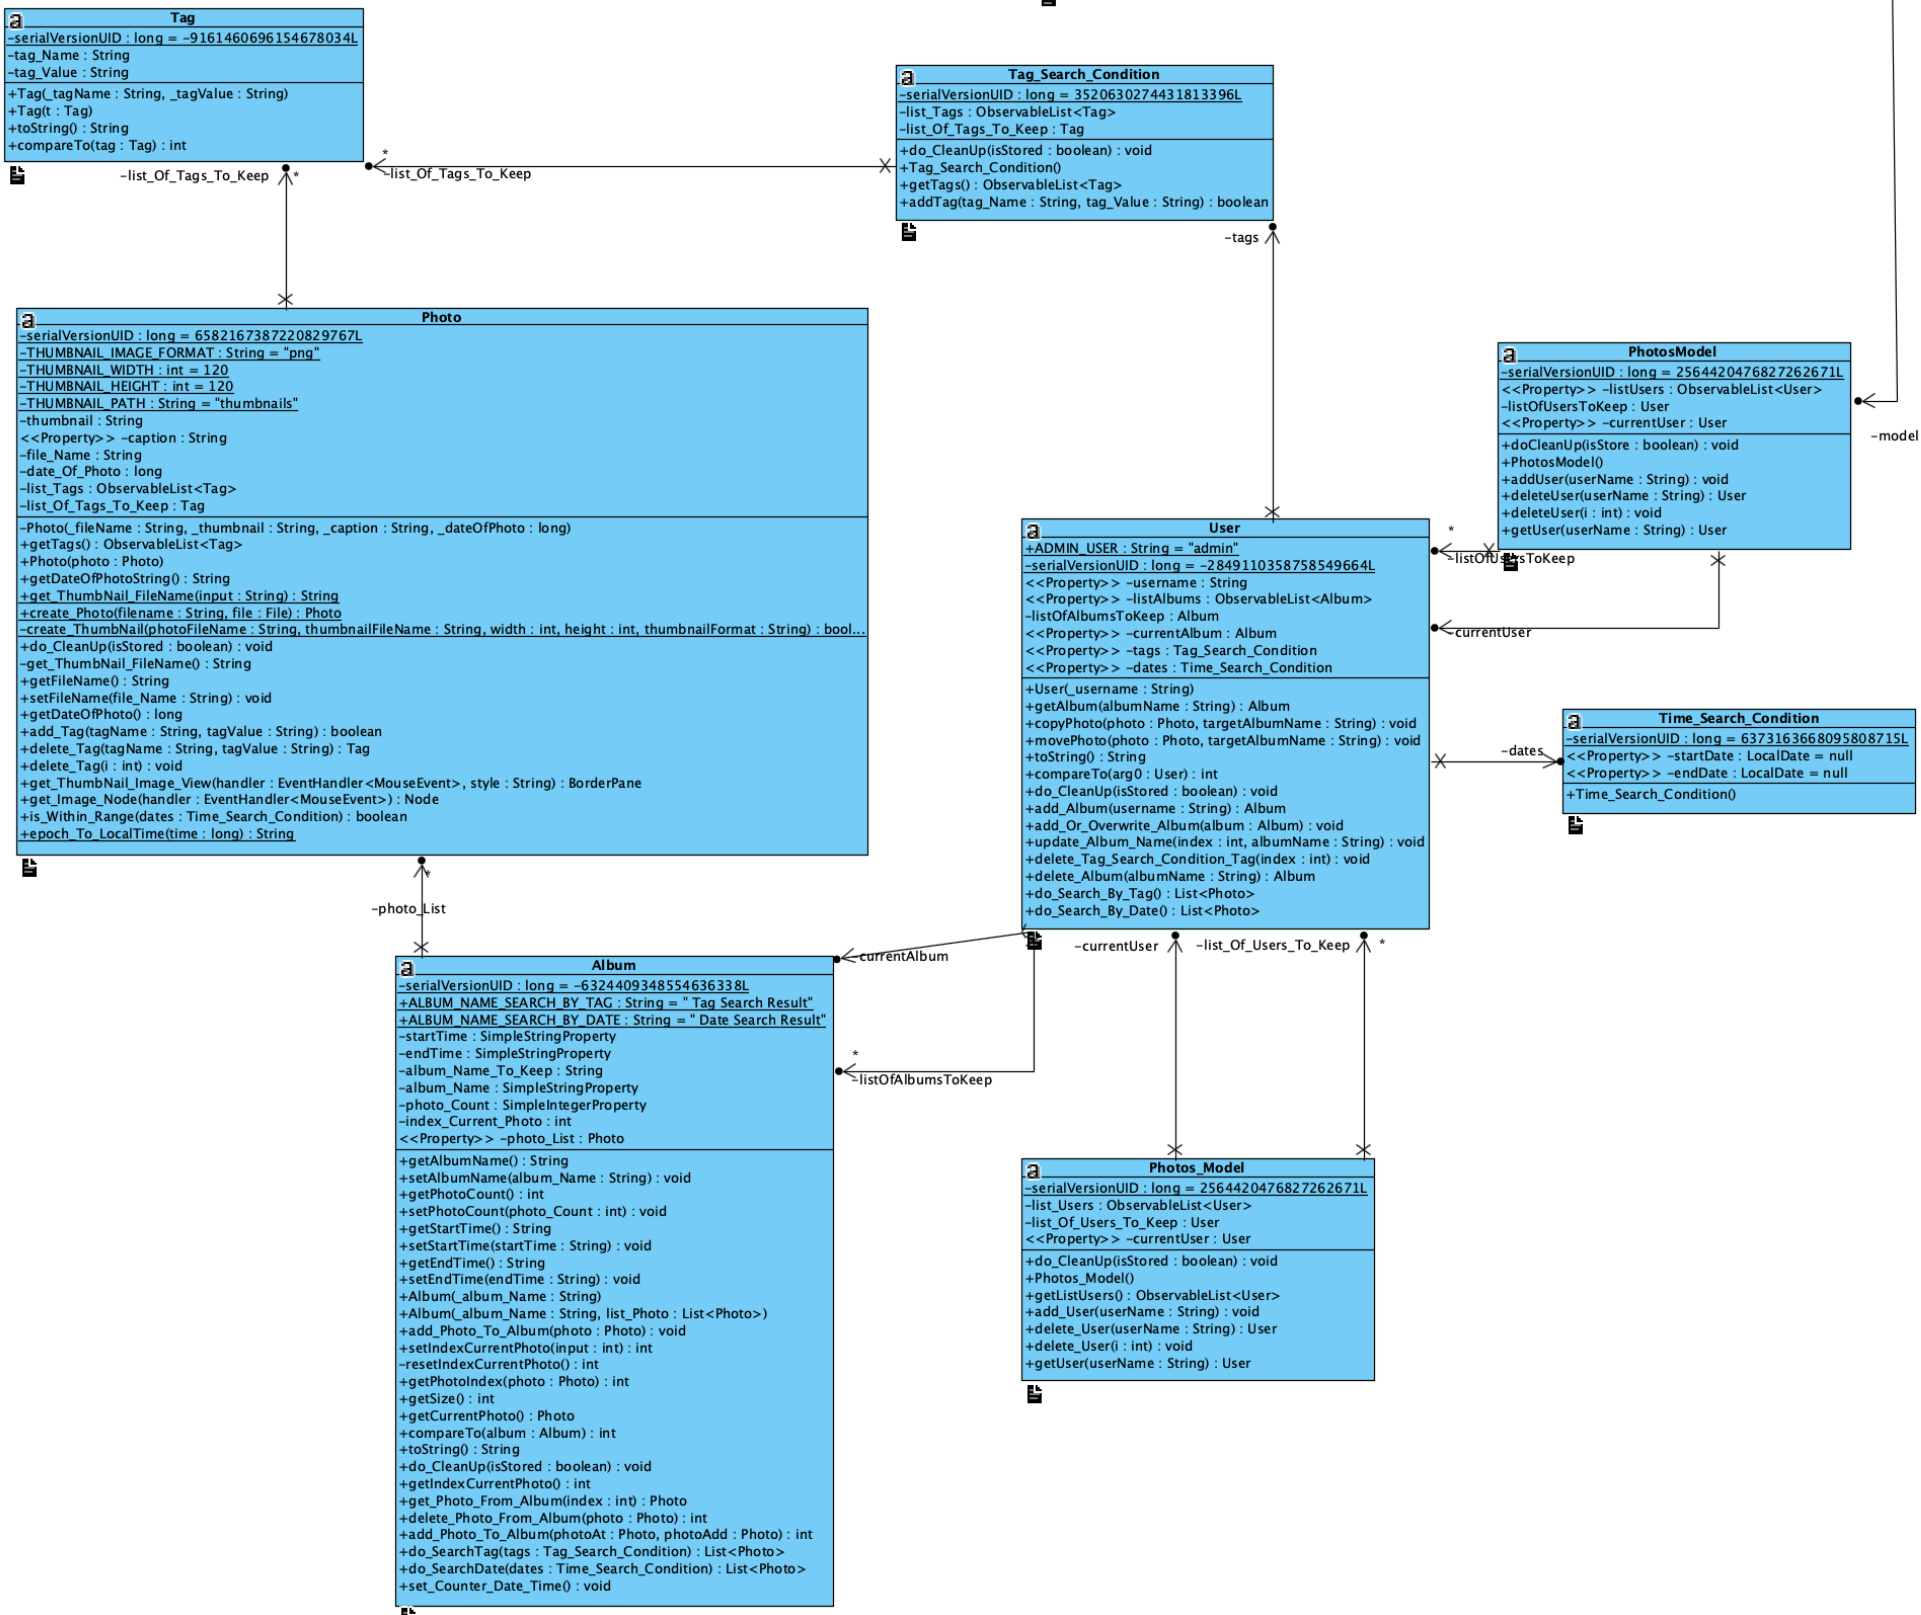 Tag
-serialVersionUID : long = -9161460696154678034L
-tag_Name : String
-tag_Value : String
+Tag(_tagName : String, _tagValue : String)
+Tag(t : Tag)
+toString() : String
+compareTo(tag : Tag) : int
-list_Of_Tags_To_Keep
*
*
-list_Of_Tags_To_Keep
Tag_Search_Condition
-serialVersionUID : long = 3520630274431813396L
-list_Tags : ObservableList<Tag>
-list_Of_Tags_To_Keep : Tag
+do_CleanUp(isStored : boolean) : void
+Tag_Search_Condition()
+getTags() : ObservableList<Tag>
+addTag(tag_Name : String, tag_Value : String) : boolean
-tags
Photo
-serialVersionUID : long = 6582167387220829767L
-THUMBNAIL_IMAGE_FORMAT : String = "png"
-THUMBNAIL_WIDTH : int = 120
-THUMBNAIL_HEIGHT : int = 120
-THUMBNAIL_PATH : String = "thumbnails"
-thumbnail : String
<<Property>> -caption : String
-file_Name : String
-date_Of_Photo : long
-list_Tags : ObservableList<Tag>
-list_Of_Tags_To_Keep : Tag
-Photo(_fileName : String, _thumbnail : String, _caption : String, _dateOfPhoto : long)
+getTags() : ObservableList<Tag>
+Photo(photo : Photo)
+getDateOfPhotoString() : String
+get_ThumbNail_FileName(input : String) : String
+create_Photo(filename : String, file : File) : Photo
-create_ThumbNail(photoFileName : String, thumbnailFileName : String, width : int, height : int, thumbnailFormat : String) : bool...
+do_CleanUp(isStored : boolean) : void
-get_ThumbNail_FileName() : String
+getFileName() : String
+setFileName(file_Name : String) : void
+getDateOfPhoto() : long
+add_Tag(tagName : String, tagValue : String) : boolean
+delete_Tag(tagName : String, tagValue : String) : Tag
+delete_Tag(i : int) : void
+get_ThumbNail_Image_View(handler : EventHandler<MouseEvent>, style : String) : BorderPane
+get_Image_Node(handler : EventHandler<MouseEvent>) : Node
+is_Within_Range(dates : Time_Search_Condition) : boolean
+epoch_To_LocalTime(time : long) : String
*
-photo_List
PhotosModel
-serialVersionUID : long = 2564420476827262671L
<<Property>> -listUsers : ObservableList<User>
-listOfUsersToKeep : User
<<Property>> -currentUser : User
+doCleanUp(isStore : boolean) : void
+PhotosModel()
+addUser(userName : String) : void
+deleteUser(userName : String) : User
+deleteUser(i : int) : void
+getUser(userName : String) : User
-model
*
-listOfUsersToKeep
-currentUser
User
+ADMIN_USER : String = "admin"
-serialVersionUID : long = -2849110358758549664L
<<Property>> -username : String
<<Property>> -listAlbums : ObservableList<Album>
-listOfAlbumsToKeep : Album
<<Property>> -currentAlbum : Album
<<Property>> -tags : Tag_Search_Condition
<<Property>> -dates : Time_Search_Condition
+User(_username : String)
+getAlbum(albumName : String) : Album
+copyPhoto(photo : Photo, targetAlbumName : String) : void
+movePhoto(photo : Photo, targetAlbumName : String) : void
+toString() : String
+compareTo(arg0 : User) : int
+do_CleanUp(isStored : boolean) : void
+add_Album(username : String) : Album
+add_Or_Overwrite_Album(album : Album) : void
+update_Album_Name(index : int, albumName : String) : void
+delete_Tag_Search_Condition_Tag(index : int) : void
+delete_Album(albumName : String) : Album
+do_Search_By_Tag() : List<Photo>
+do_Search_By_Date() : List<Photo>
-dates
Time_Search_Condition
-serialVersionUID : long = 6373163668095808715L
<<Property>> -startDate : LocalDate = null
<<Property>> -endDate : LocalDate = null
+Time_Search_Condition()
-currentAlbum
*
-listOfAlbumsToKeep
-currentUser
-list_Of_Users_To_Keep
*
Album
-serialVersionUID : long = -6324409348554636338L
+ALBUM_NAME_SEARCH_BY_TAG : String = " Tag Search Result"
+ALBUM_NAME_SEARCH_BY_DATE : String = " Date Search Result"
-startTime : SimpleStringProperty
-endTime : SimpleStringProperty
-album_Name_To_Keep : String
-album_Name : SimpleStringProperty
-photo_Count : SimpleIntegerProperty
-index_Current_Photo : int
<<Property>> -photo_List : Photo
+getAlbumName() : String
+setAlbumName(album_Name : String) : void
+getPhotoCount() : int
+setPhotoCount(photo_Count : int) : void
+getStartTime() : String
+setStartTime(startTime : String) : void
+getEndTime() : String
+setEndTime(endTime : String) : void
+Album(_album_Name : String)
+Album(_album_Name : String, list_Photo : List<Photo>)
+add_Photo_To_Album(photo : Photo) : void
+setIndexCurrentPhoto(input : int) : int
-resetIndexCurrentPhoto() : int
+getPhotoIndex(photo : Photo) : int
+getSize() : int
+getCurrentPhoto() : Photo
+compareTo(album : Album) : int
+toString() : String
+do_CleanUp(isStored : boolean) : void
+getIndexCurrentPhoto() : int
+get_Photo_From_Album(index : int) : Photo
+delete_Photo_From_Album(photo : Photo) : int
+add_Photo_To_Album(photoAt : Photo, photoAdd : Photo) : int
+do_SearchTag(tags : Tag_Search_Condition) : List<Photo>
+do_SearchDate(dates : Time_Search_Condition) : List<Photo>
+set_Counter_Date_Time() : void
Photos_Model
-serialVersionUID : long = 2564420476827262671L
-list_Users : ObservableList<User>
-list_Of_Users_To_Keep : User
<<Property>> -currentUser : User
+do_CleanUp(isStored : boolean) : void
+Photos_Model()
+getListUsers() : ObservableList<User>
+add_User(userName : String) : void
+delete_User(userName : String) : User
+delete_User(i : int) : void
+getUser(userName : String) : User